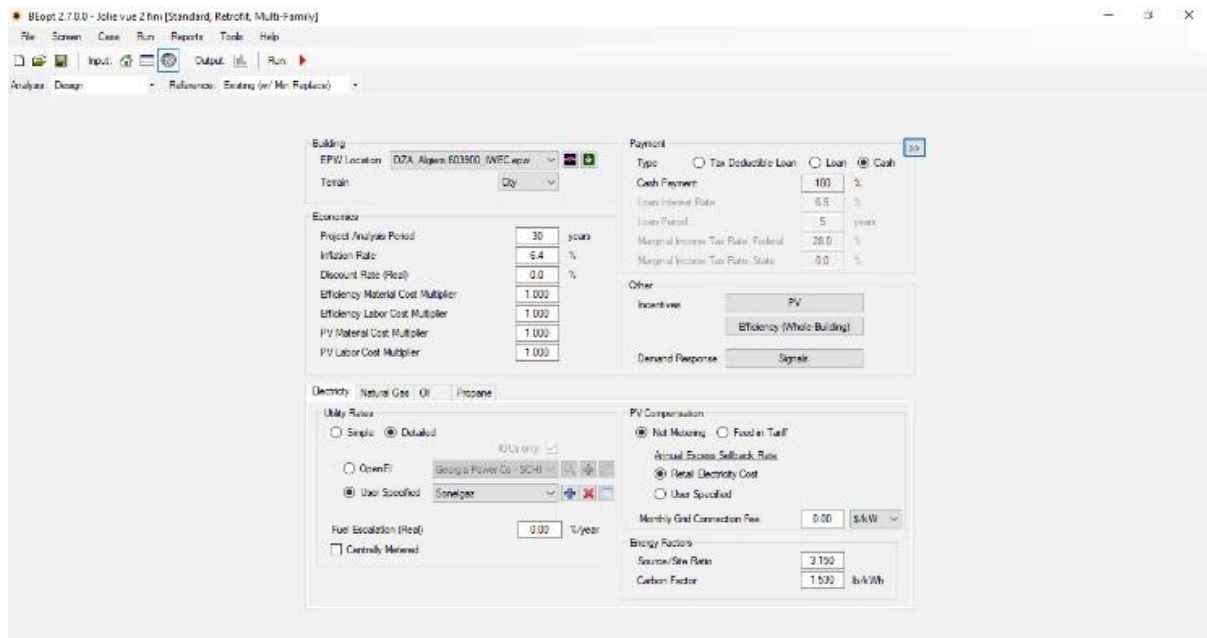 BEopt 2.7.0.0 - Jolie vue 2 fini [Standard, Retrofit, Multi-Family]
File Screen Case Run Reports Tools Help
Input: Output: Run:
Analysis: Design Reference: Existing (w/ Min Replace)
Building
EPW Location DZA_Algiers.603900_IWEC.epw
Terrain City
Economics
Project Analysis Period 30 years
Inflation Rate 6.4 %
Discount Rate (Real) 0.0 %
Efficiency Material Cost Multiplier 1.000
Efficiency Labor Cost Multiplier 1.000
PV Material Cost Multiplier 1.000
PV Labor Cost Multiplier 1.000
Payment
>>
Type Tax Deductible Loan Loan Cash
Cash Payment 100 %
Loan Interest Rate 6.5 %
Loan Period 5 years
Marginal Income Tax Rate, Federal 28.0 %
Marginal Income Tax Rate, State 0.0 %
Other
Incentives PV
Efficiency (Whole-Building)
Demand Response Signals
Electricity Natural Gas Oil Propane
Utility Rates
Simple Detailed
IOUs only
OpenEI Georgia Power Co - SCHE
User Specified Sonelgaz
Fuel Escalation (Real) 0.00 %/year
Centrally Metered
PV Compensation
Net Metering Feed-in Tariff
Annual Excess Sellback Rate
Retail Electricity Cost
User Specified
Monthly Grid Connection Fee 0.00 $/kW
Energy Factors
Source/Site Ratio 3.150
Carbon Factor 1.530 lb/kWh